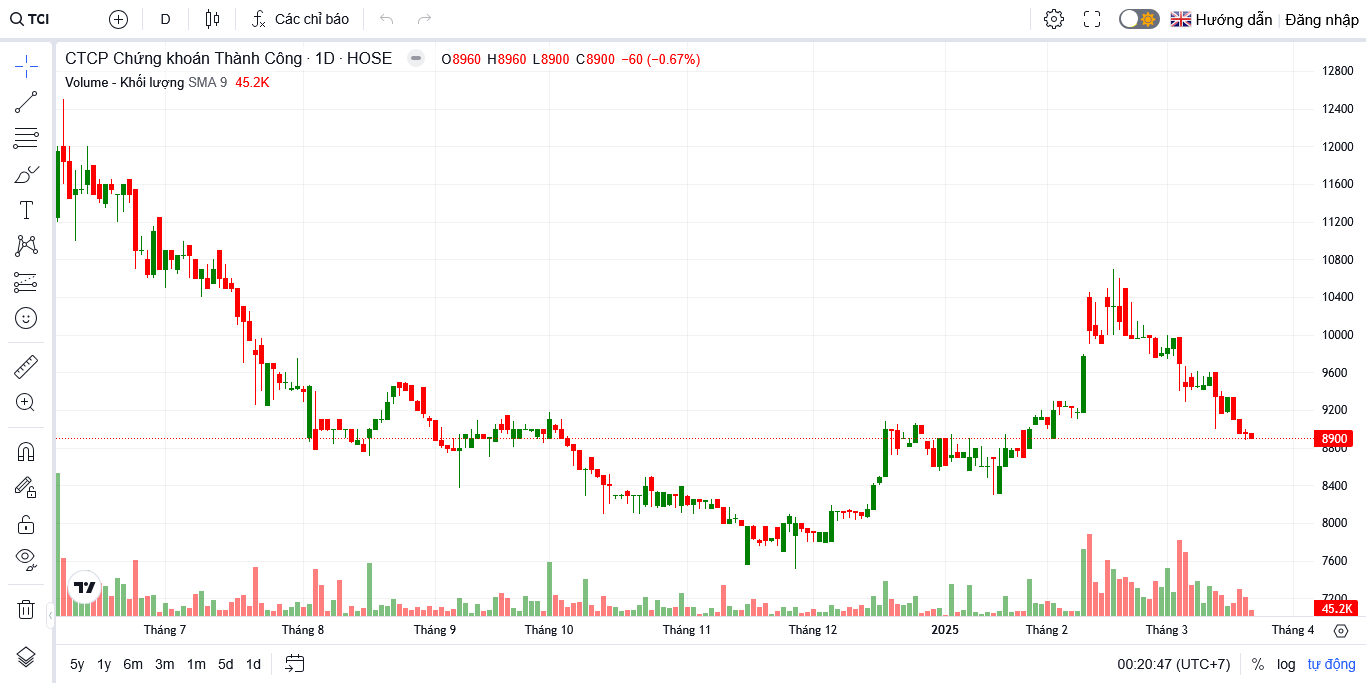 TCI D Các chỉ báo Hướng dẫn Đăng nhập
CTCP Chứng khoán Thành Công · 1D · HOSE O8960 H8960 L8900 C8900 −60 (−0.67%)
Volume - Khối lượng SMA 9 45.2K
12800
12400
12000
11600
11200
10800
10400
10000
9600
9200
8900
8800
8400
8000
7600
7200
45.2K
Tháng 7 Tháng 8 Tháng 9 Tháng 10 Tháng 11 Tháng 12 2025 Tháng 2 Tháng 3 Tháng 4
5y 1y 6m 3m 1m 5d 1d 00:20:47 (UTC+7) % log tự động